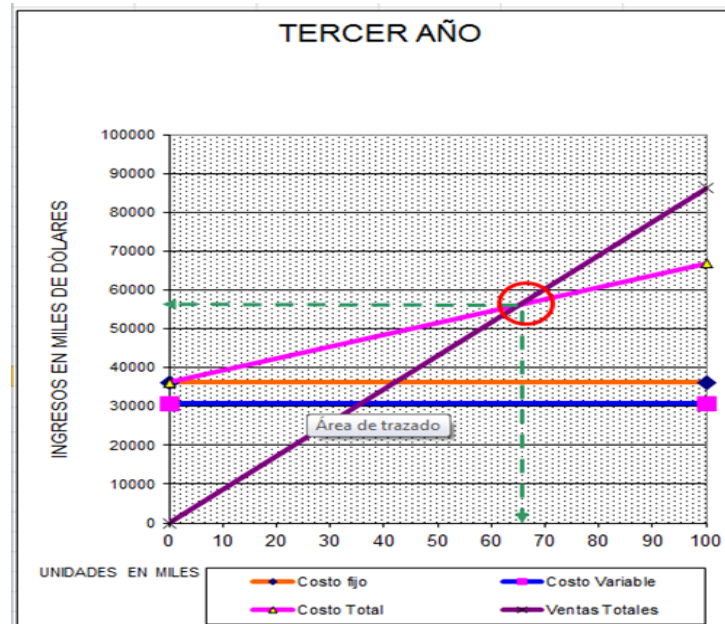 TERCER AÑO
INGRESOS EN MILES DE DÒLARES
100000
90000
80000
70000
60000
50000
40000
30000
20000
10000
0
Área de trazado
0 10 20 30 40 50 60 70 80 90 100
UNIDADES EN MILES
Costo fijo Costo Variable
Costo Total Ventas Totales